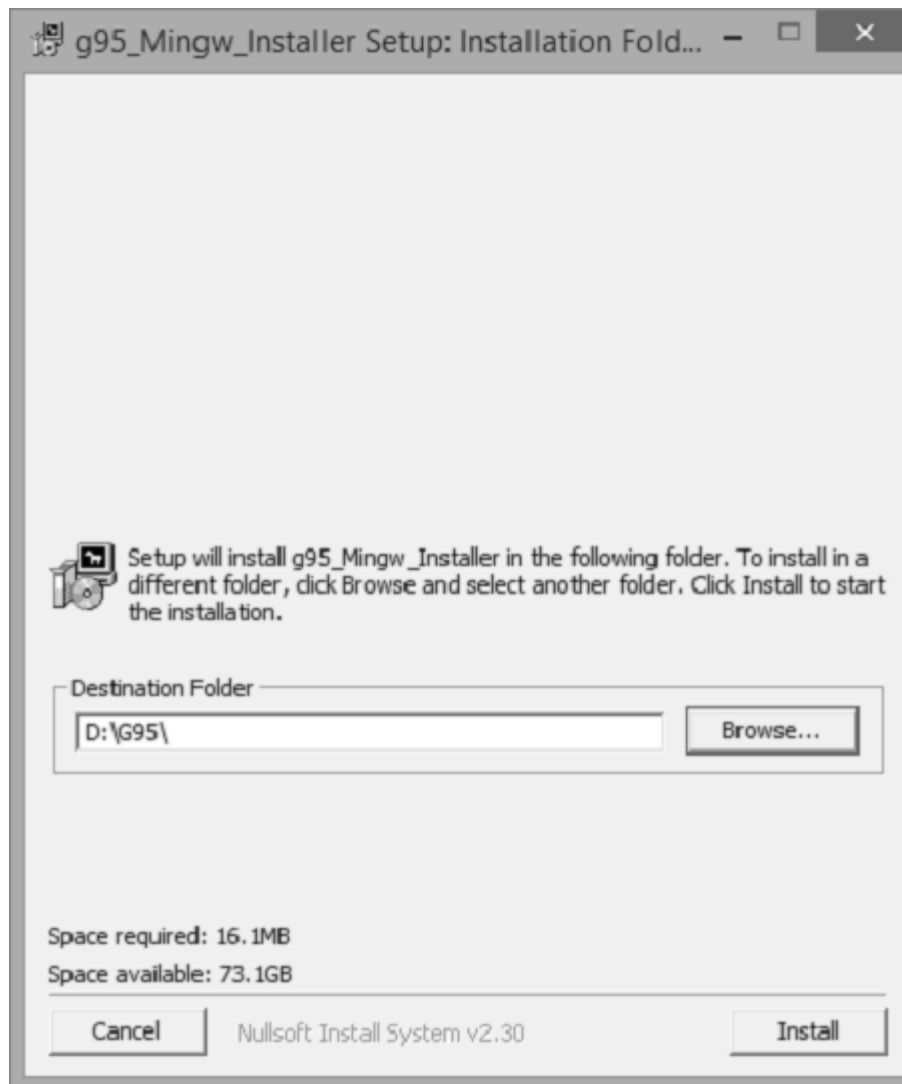 g95_Mingw_Installer Setup: Installation Fold...
Setup will install g95_Mingw_Installer in the following folder. To install in a
different folder, click Browse and select another folder. Click Install to start
the installation.
Destination Folder
D:\G95\
Browse...
Space required: 16.1MB
Space available: 73.1GB
Cancel
Nullsoft Install System v2.30
Install